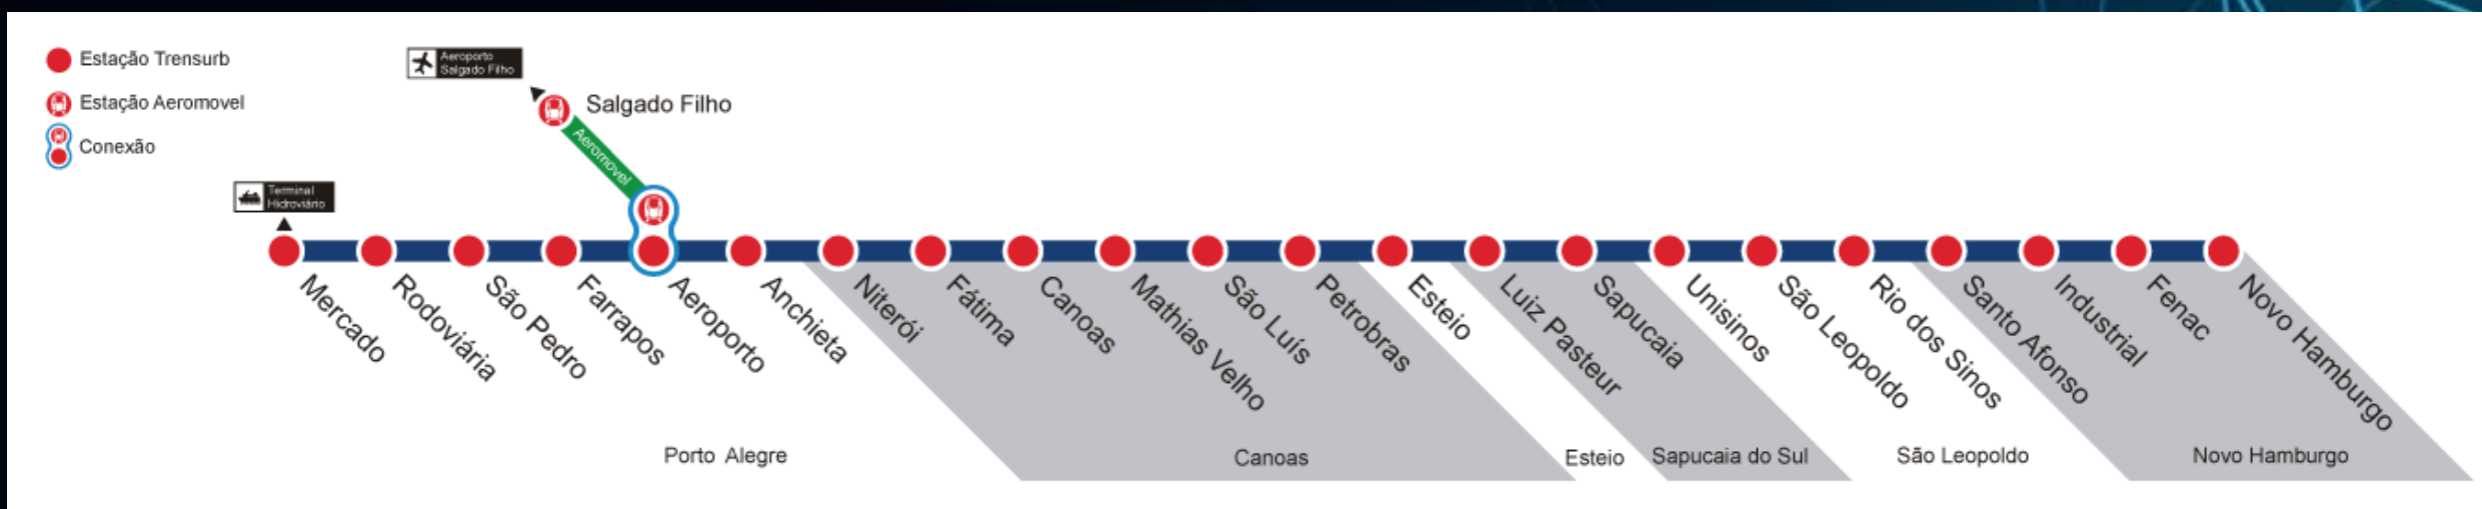 Estação Trensurb
Estação Aeromovel
Conexão
Aeroporto
Salgado Filho
Salgado Filho
Aeromovel
Terminal
Hidroviário
Mercado
Rodoviária
São Pedro
Farrapos
Aeroporto
Anchieta
Niterói
Fátima
Canoas
Mathias Velho
São Luís
Petrobras
Esteio
Luiz Pasteur
Sapucaia
Unisinos
São Leopoldo
Rio dos Sinos
Santo Afonso
Industrial
Fenac
Novo Hamburgo
Porto Alegre
Canoas
Esteio
Sapucaia do Sul
São Leopoldo
Novo Hamburgo